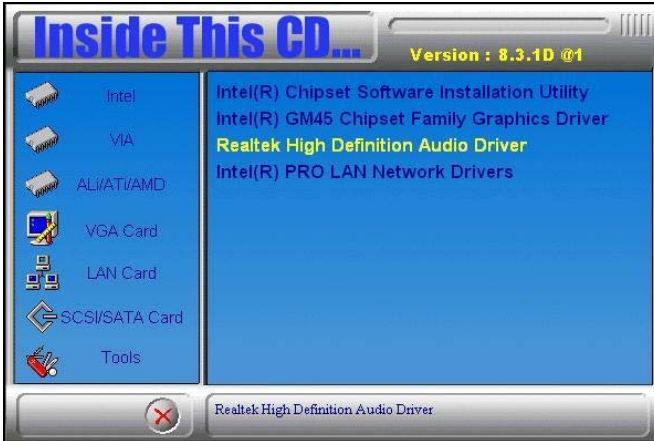 Inside This CD...
Version : 8.3.1D @1
Intel
VIA
ALi/ATi/AMD
VGA Card
LAN Card
SCSI/SATA Card
Tools
Intel(R) Chipset Software Installation Utility
Intel(R) GM45 Chipset Family Graphics Driver
Realtek High Definition Audio Driver
Intel(R) PRO LAN Network Drivers
Realtek High Definition Audio Driver